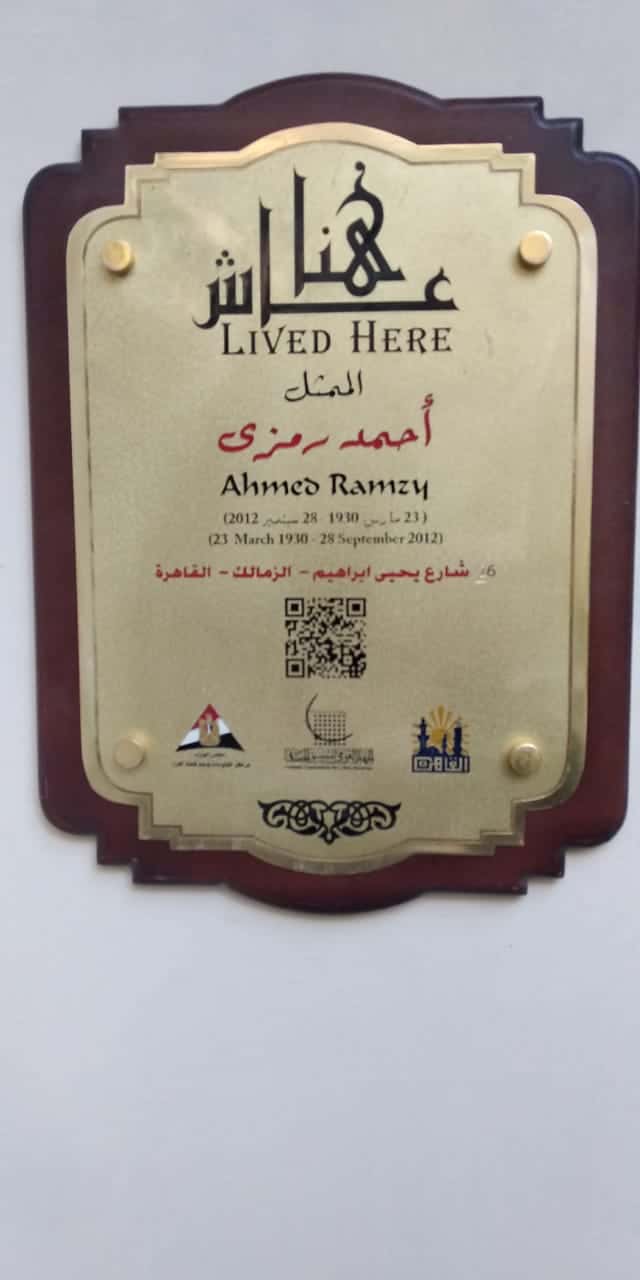 عاش هنا
LIVED HERE
الممثل
أحمد رمزى
Ahmed Ramzy
(23 مارس 1930 - 28 سبتمبر 2012)
(23 March 1930 - 28 September 2012)
6 شارع يحيى ابراهيم - الزمالك - القاهرة
القاهرة